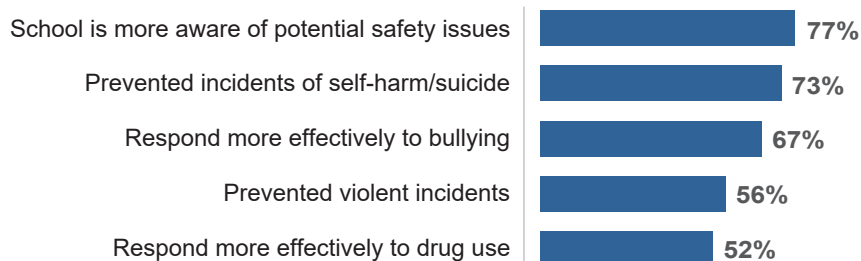 School is more aware of potential safety issues 77%
Prevented incidents of self-harm/suicide 73%
Respond more effectively to bullying 67%
Prevented violent incidents 56%
Respond more effectively to drug use 52%